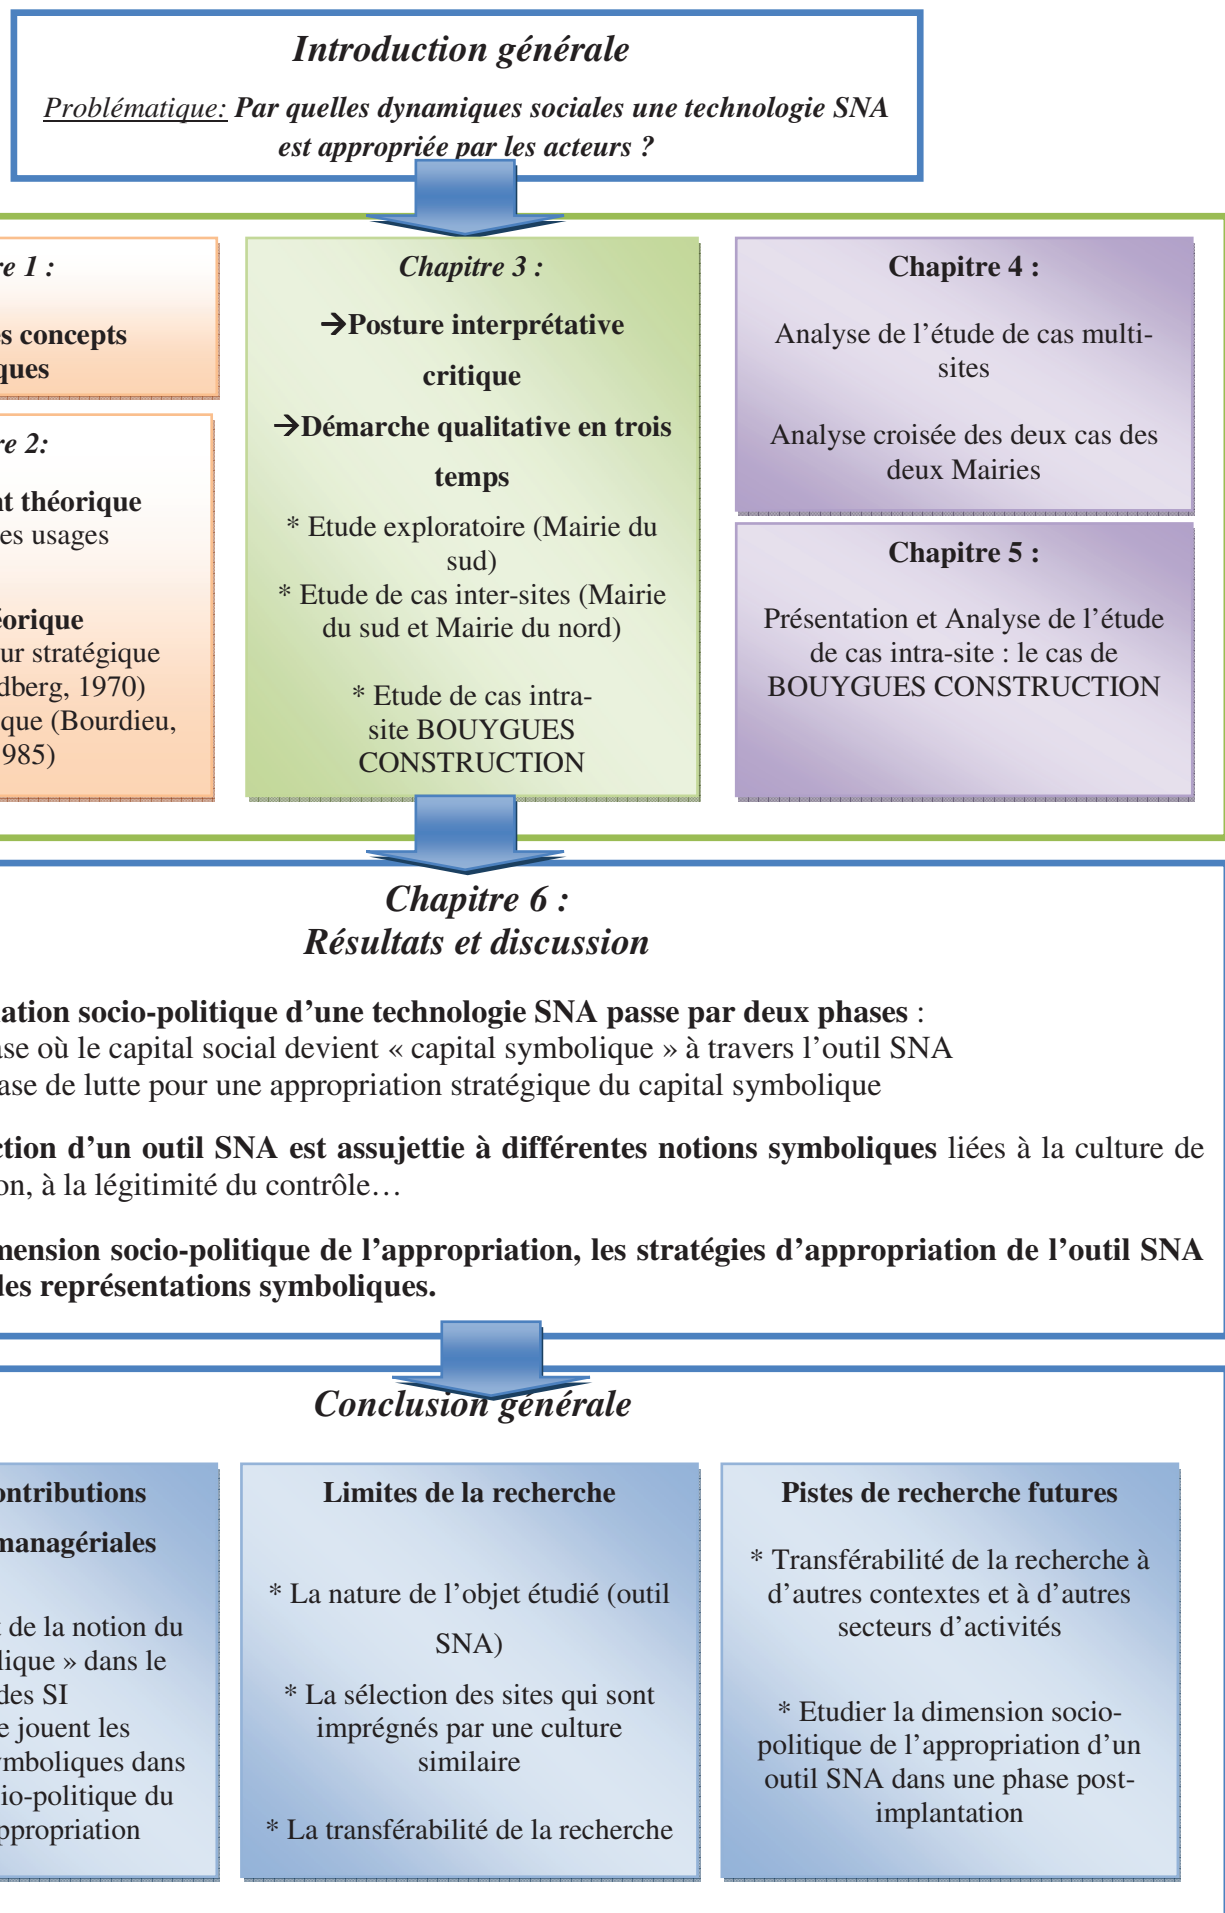 Introduction générale
Problématique: Par quelles dynamiques sociales une technologie SNA
est appropriée par les acteurs ?
re 1 :
es concepts
ques
re 2:
nt théorique
es usages
éorique
ur stratégique
dberg, 1970)
que (Bourdieu,
985)
Chapitre 3 :
→Posture interprétative
critique
→Démarche qualitative en trois
temps
* Etude exploratoire (Mairie du
sud)
* Etude de cas inter-sites (Mairie
du sud et Mairie du nord)
* Etude de cas intra-
site BOUYGUES
CONSTRUCTION
Chapitre 4 :
Analyse de l’étude de cas multi-
sites
Analyse croisée des deux cas des
deux Mairies
Chapitre 5 :
Présentation et Analyse de l’étude
de cas intra-site : le cas de
BOUYGUES CONSTRUCTION
Chapitre 6 :
Résultats et discussion
ation socio-politique d’une technologie SNA passe par deux phases :
ase où le capital social devient « capital symbolique » à travers l’outil SNA
ase de lutte pour une appropriation stratégique du capital symbolique
ction d’un outil SNA est assujettie à différentes notions symboliques liées à la culture de
on, à la légitimité du contrôle…
mension socio-politique de l’appropriation, les stratégies d’appropriation de l’outil SNA
des représentations symboliques.
Conclusion générale
ontributions
managériales
t de la notion du
lique » dans le
des SI
e jouent les
ymboliques dans
io-politique du
ppropriation
Limites de la recherche
* La nature de l’objet étudié (outil
SNA)
* La sélection des sites qui sont
imprégnés par une culture
similaire
* La transférabilité de la recherche
Pistes de recherche futures
* Transférabilité de la recherche à
d’autres contextes et à d’autres
secteurs d’activités
* Etudier la dimension socio-
politique de l’appropriation d’un
outil SNA dans une phase post-
implantation